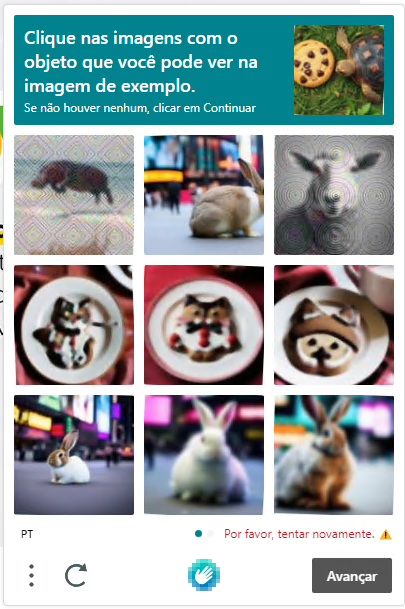 Clique nas imagens com o
objeto que você pode ver na
imagem de exemplo.
Se não houver nenhum, clicar em Continuar
PT
Por favor, tentar novamente.
Avançar